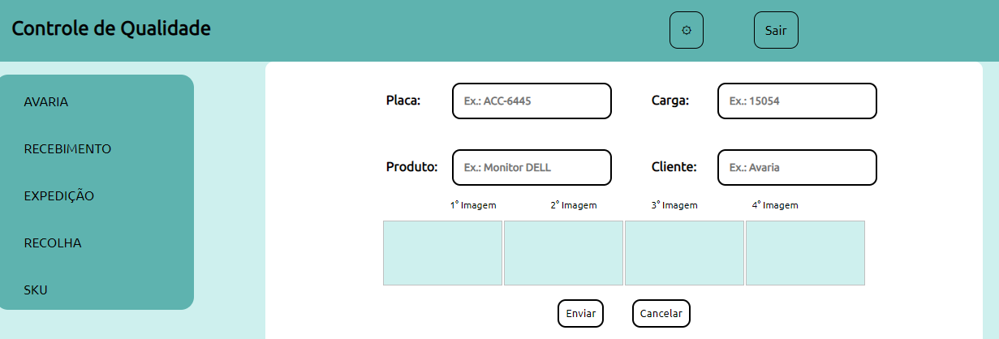 Controle de Qualidade
Sair
AVARIA
RECEBIMENTO
EXPEDIÇÃO
RECOLHA
SKU
Placa: Ex.: ACC-6445 Carga: Ex.: 15054
Produto: Ex.: Monitor DELL Cliente: Ex.: Avaria
1° Imagem 2° Imagem 3° Imagem 4° Imagem
Enviar Cancelar